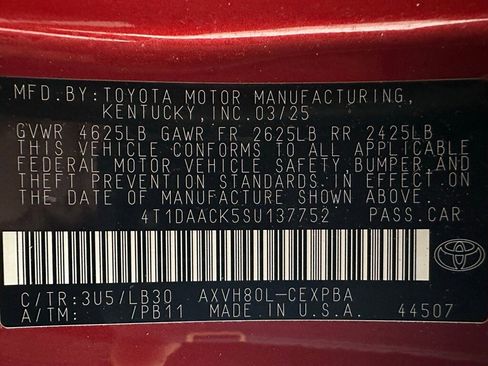 MFD.BY:TOYOTA MOTOR MANUFACTURING,
KENTUCKY,INC.03/25
GVWR 4625LB GAWR FR 2625LB RR 2425LB
THIS VEHICLE CONFORMS TO ALL APPLICABLE
FEDERAL MOTOR VEHICLE SAFETY,BUMPER,AND
THEFT PREVENTION STANDARDS IN EFFECT ON
THE DATE OF MANUFACTURE SHOWN ABOVE.
4T1DAACK5SU137752 PASS.CAR
C/TR:3U5/LB30 AXVH80L-CEXPBA
A/TM: /PB11 MADE IN U.S.A. 44507
TOYOTA